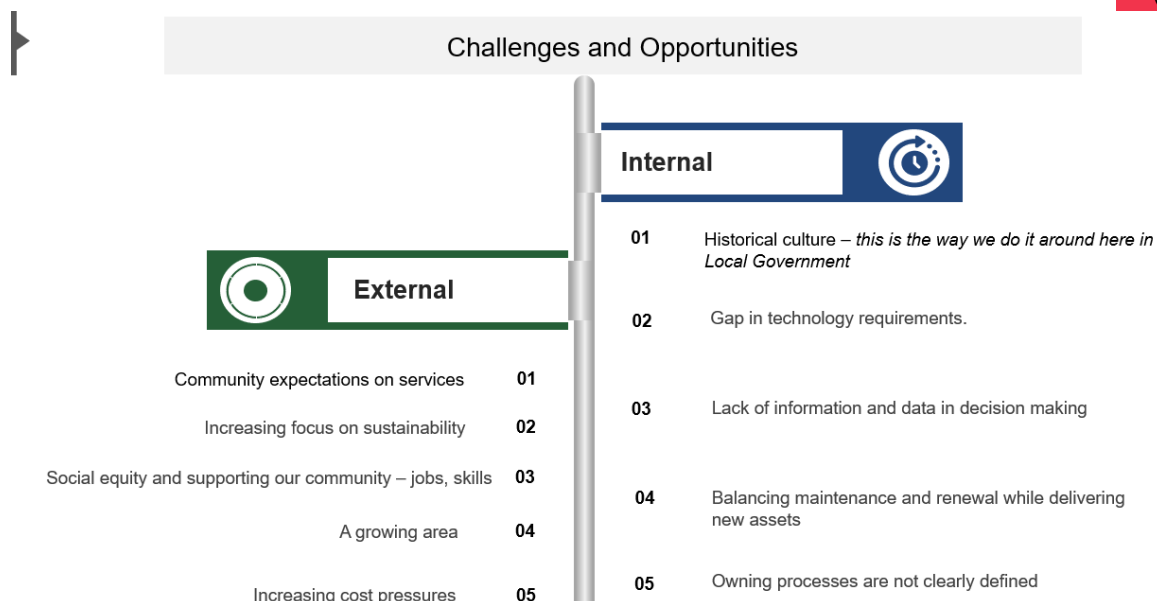 Challenges and Opportunities
Internal
01
Historical culture – this is the way we do it around here in
Local Government
02
Gap in technology requirements.
03
Lack of information and data in decision making
04
Balancing maintenance and renewal while delivering
new assets
05
Owning processes are not clearly defined
External
Community expectations on services 01
Increasing focus on sustainability 02
Social equity and supporting our community – jobs, skills 03
A growing area 04
Increasing cost pressures 05